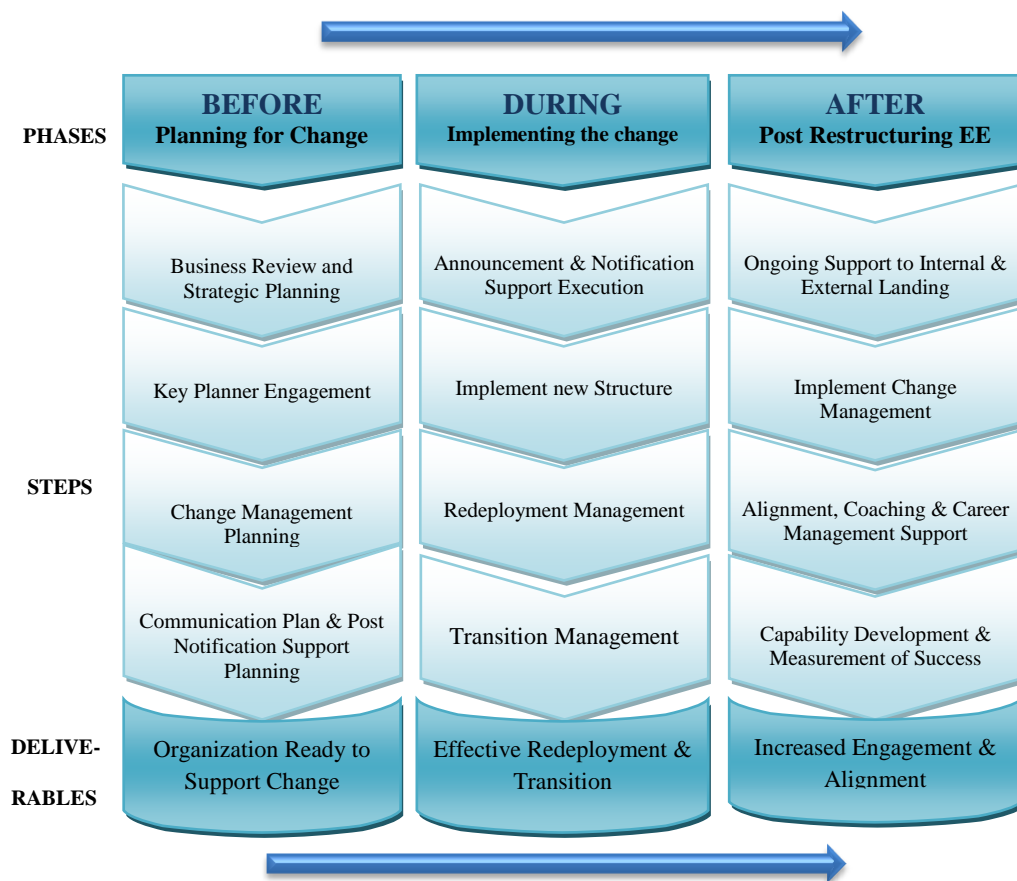 PHASES
BEFORE
Planning for Change
DURING
Implementing the change
AFTER
Post Restructuring EE
STEPS
Business Review and
Strategic Planning
Announcement & Notification
Support Execution
Ongoing Support to Internal &
External Landing
Key Planner Engagement
Implement new Structure
Implement Change
Management
Change Management
Planning
Redeployment Management
Alignment, Coaching & Career
Management Support
Communication Plan & Post
Notification Support
Planning
Transition Management
Capability Development &
Measurement of Success
DELIVE-
RABLES
Organization Ready to
Support Change
Effective Redeployment &
Transition
Increased Engagement &
Alignment